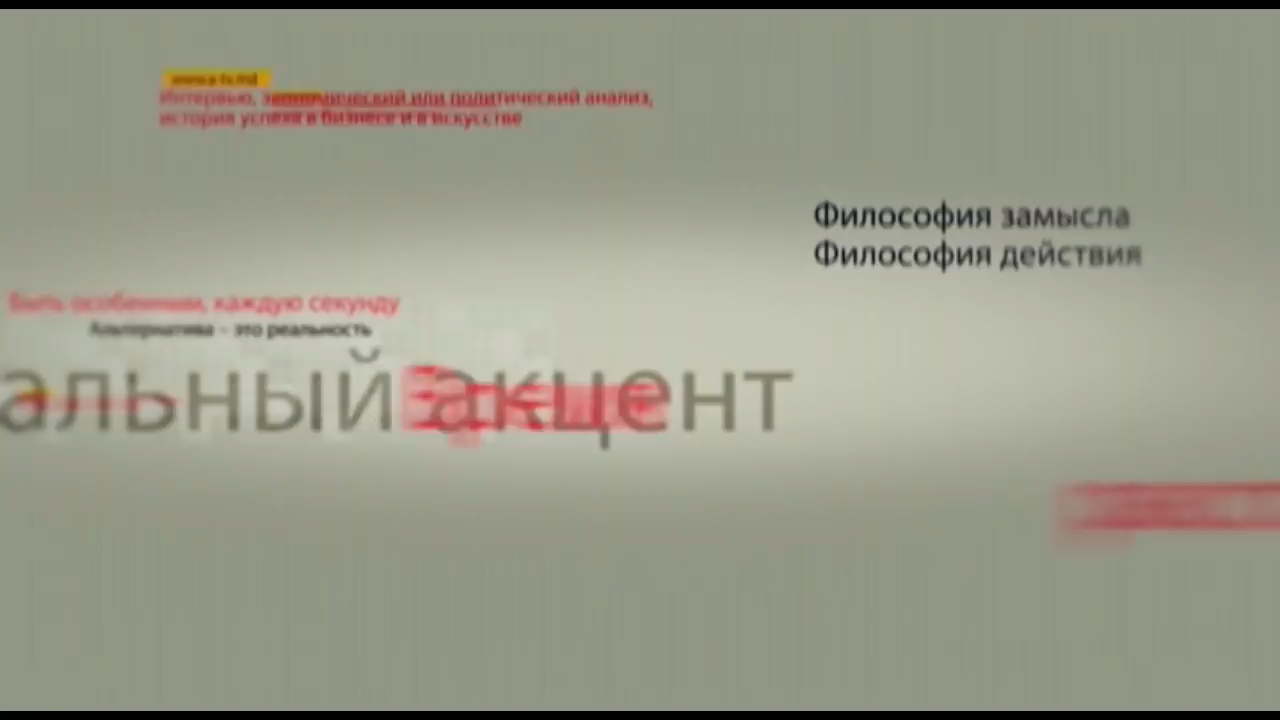 Интервью, экономический или политический анализ,
история успеха в бизнесе и в искусстве
Философия замысла
Философия действия
Быть особенным, каждую секунду
Альтернатива – это реальность
альный акцент